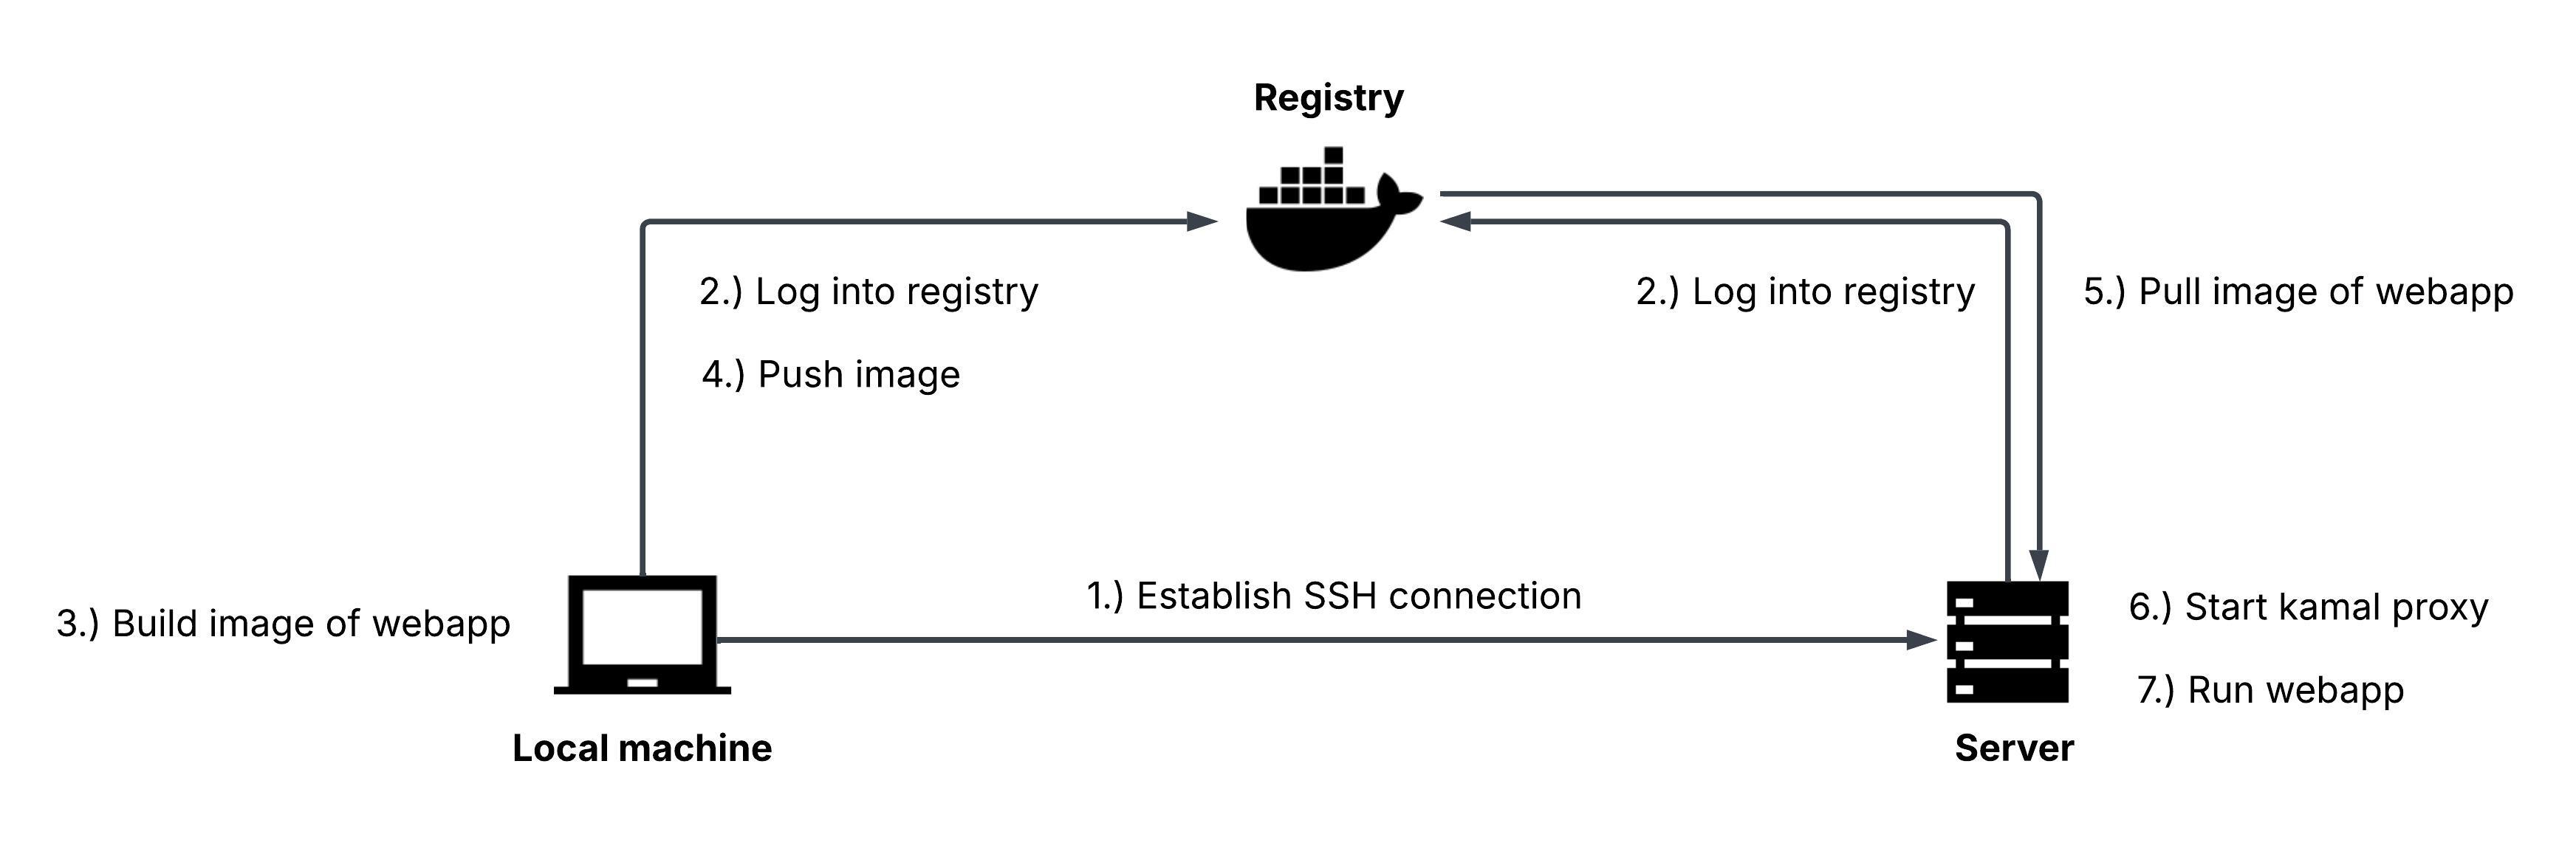 Registry
2.) Log into registry
4.) Push image
2.) Log into registry
5.) Pull image of webapp
3.) Build image of webapp
1.) Establish SSH connection
6.) Start kamal proxy
7.) Run webapp
Local machine
Server